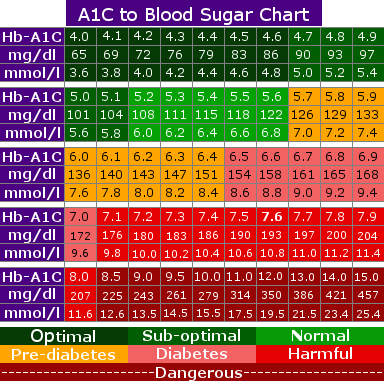 A1C to Blood Sugar Chart
Hb-A1C 4.0 4.1 4.2 4.3 4.4 4.5 4.6 4.7 4.8 4.9
mg/dl 65 69 72 76 79 83 86 90 93 97
mmol/l 3.6 3.8 4.0 4.2 4.4 4.6 4.8 5.0 5.2 5.4
Hb-A1C 5.0 5.1 5.2 5.3 5.4 5.5 5.6 5.7 5.8 5.9
mg/dl 101 104 108 111 115 118 122 126 129 133
mmol/l 5.6 5.8 6.0 6.2 6.4 6.6 6.8 7.0 7.2 7.4
Hb-A1C 6.0 6.1 6.2 6.3 6.4 6.5 6.6 6.7 6.8 6.9
mg/dl 136 140 143 147 151 154 158 161 165 168
mmol/l 7.6 7.8 8.0 8.2 8.4 8.6 8.8 9.0 9.2 9.4
Hb-A1C 7.0 7.1 7.2 7.3 7.4 7.5 7.6 7.7 7.8 7.9
mg/dl 172 176 180 183 186 190 193 197 200 204
mmol/l 9.6 9.8 10.0 10.2 10.4 10.6 10.8 11.0 11.2 11.4
Hb-A1C 8.0 8.5 9.0 9.5 10.0 11.0 12.0 13.0 14.0 15.0
mg/dl 207 225 243 261 279 314 350 386 421 457
mmol/l 11.6 12.6 13.5 14.5 15.5 17.5 19.5 21.5 23.4 25.4
Optimal Sub-optimal Normal
Pre-diabetes Diabetes Harmful
---------------------Dangerous---------------------